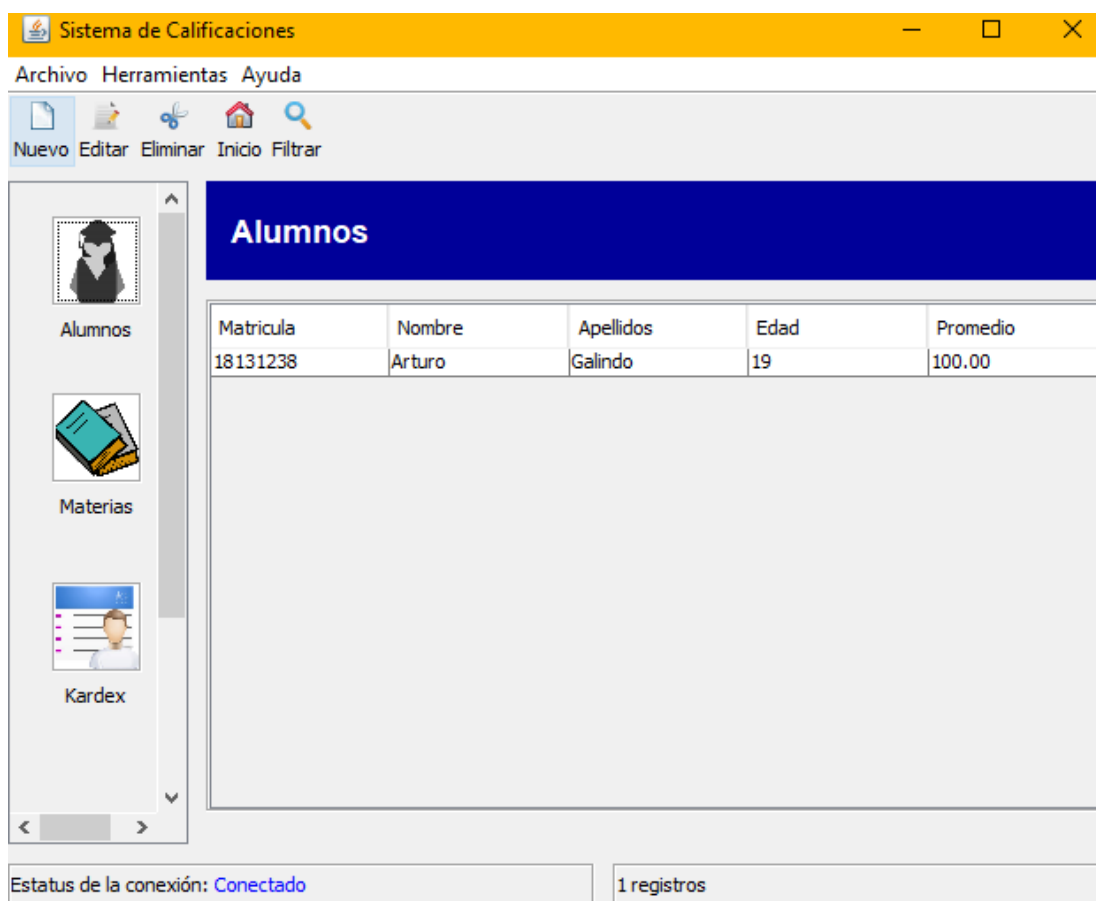 Sistema de Calificaciones
Archivo Herramientas Ayuda
Nuevo Editar Eliminar Inicio Filtrar
Alumnos
Alumnos
Matricula Nombre Apellidos Edad Promedio
18131238 Arturo Galindo 19 100.00
Materias
Kardex
Estatus de la conexión: Conectado
1 registros